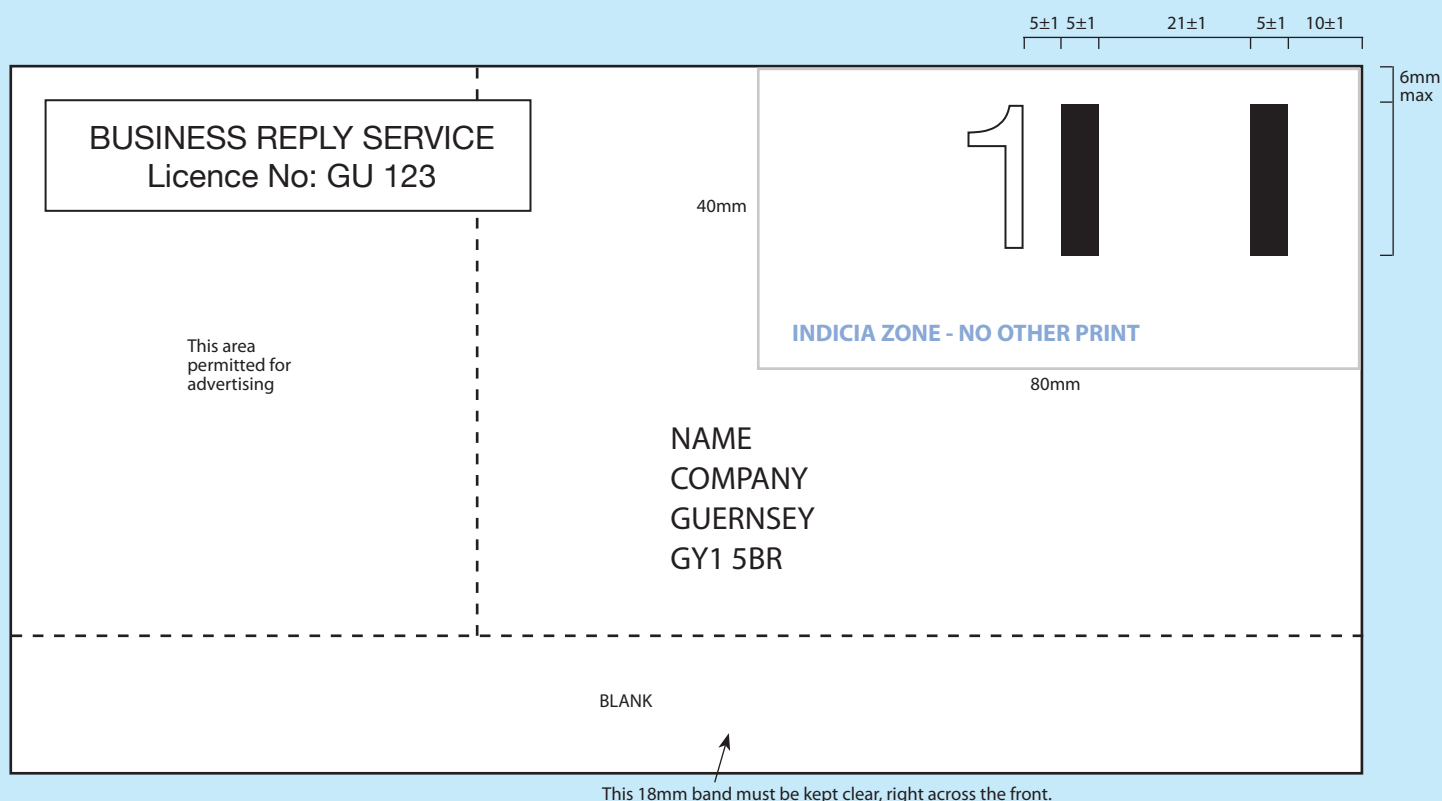 5±1 5±1 21±1 5±1 10±1
6mm
max
BUSINESS REPLY SERVICE
Licence No: GU 123
1
40mm
INDICIA ZONE - NO OTHER PRINT
80mm
This area
permitted for
advertising
NAME
COMPANY
GUERNSEY
GY1 5BR
BLANK
This 18mm band must be kept clear, right across the front.